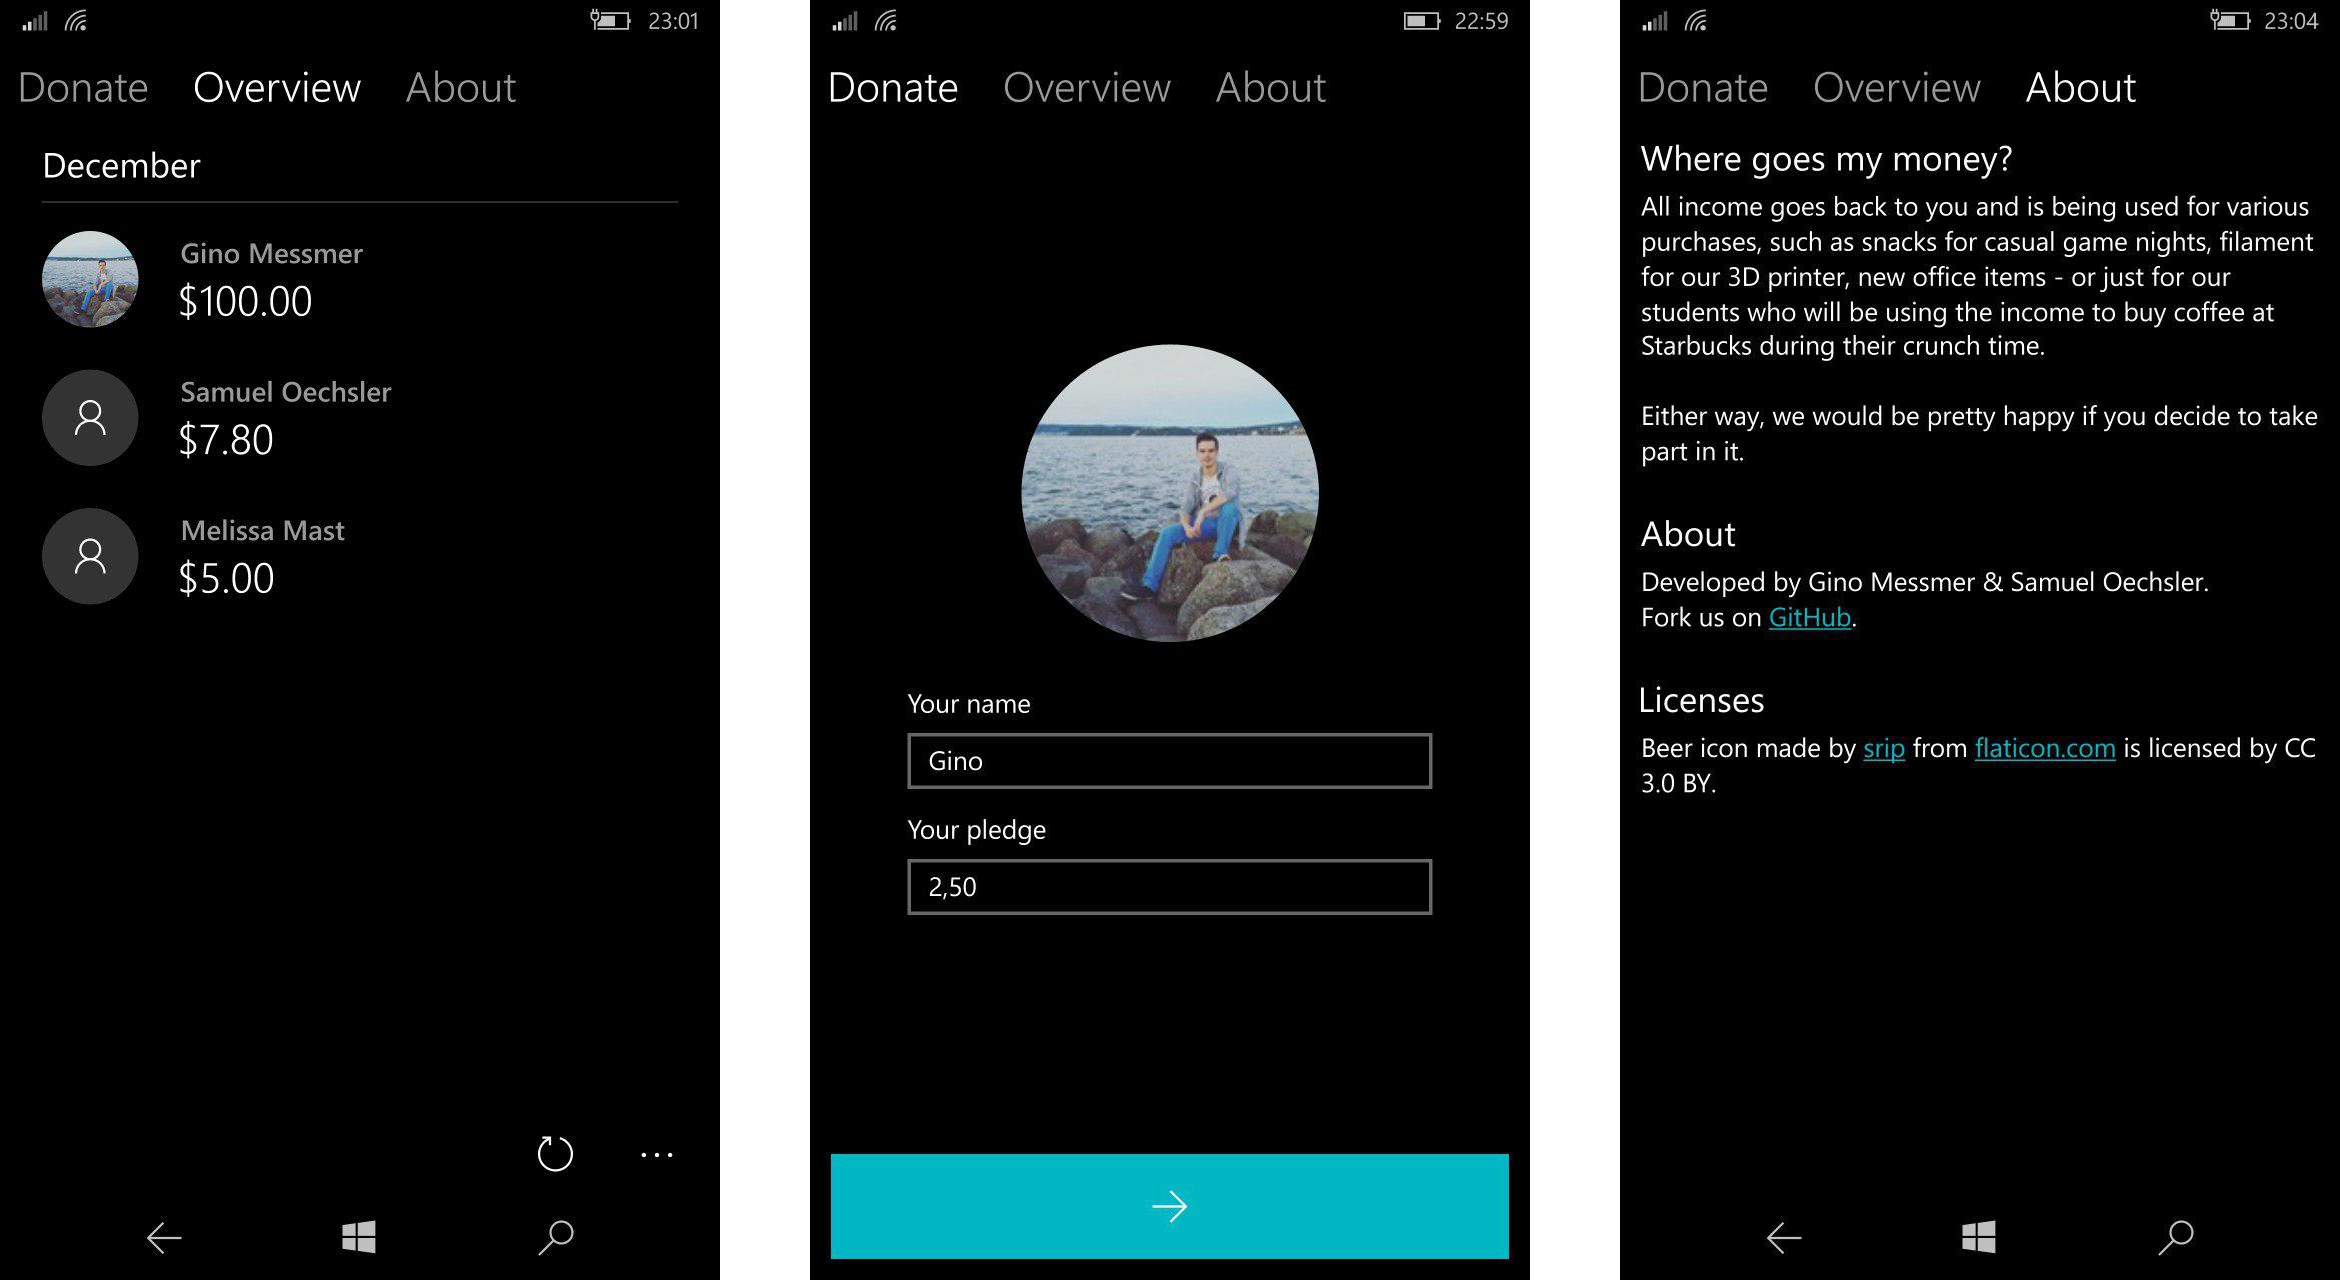 23:01
Donate Overview About
December
Gino Messmer
$100.00
Samuel Oechsler
$7.80
Melissa Mast
$5.00
22:59
Donate Overview About
Your name
Gino
Your pledge
2,50
23:04
Donate Overview About
Where goes my money?
All income goes back to you and is being used for various
purchases, such as snacks for casual game nights, filament
for our 3D printer, new office items - or just for our
students who will be using the income to buy coffee at
Starbucks during their crunch time.
Either way, we would be pretty happy if you decide to take
part in it.
About
Developed by Gino Messmer & Samuel Oechsler.
Fork us on GitHub.
Licenses
Beer icon made by srip from flaticon.com is licensed by CC
3.0 BY.